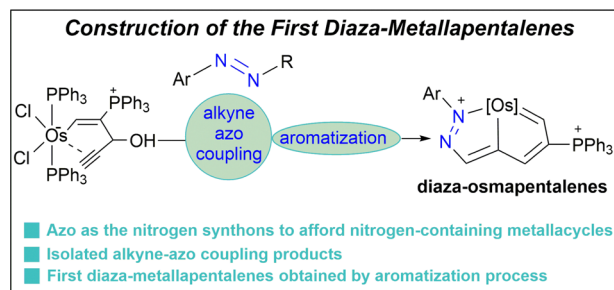 Construction of the First Diaza-Metallapentalenes
Ar N N R
PPh3
Cl + PPh3
Os OH
Cl
PPh3
alkyne
azo
coupling
aromatization
Ar +
N [Os]
N
+ PPh3
diaza-osmapentalenes
Azo as the nitrogen synthons to afford nitrogen-containing metallacycles
Isolated alkyne-azo coupling products
First diaza-metallapentalenes obtained by aromatization process